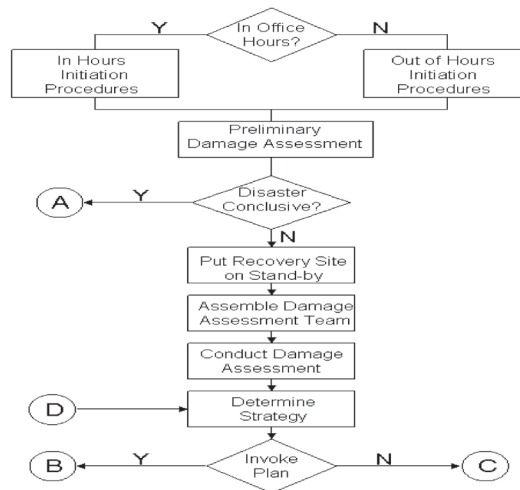 In Office
Hours?
Y
N
In Hours
Initiation
Procedures
Out of Hours
Initiation
Procedures
Preliminary
Damage Assessment
Disaster
Conclusive?
Y
A
N
Put Recovery Site
on Stand-by
Assemble Damage
Assessment Team
Conduct Damage
Assessment
D
Determine
Strategy
B
Y
Invoke
Plan
N
C